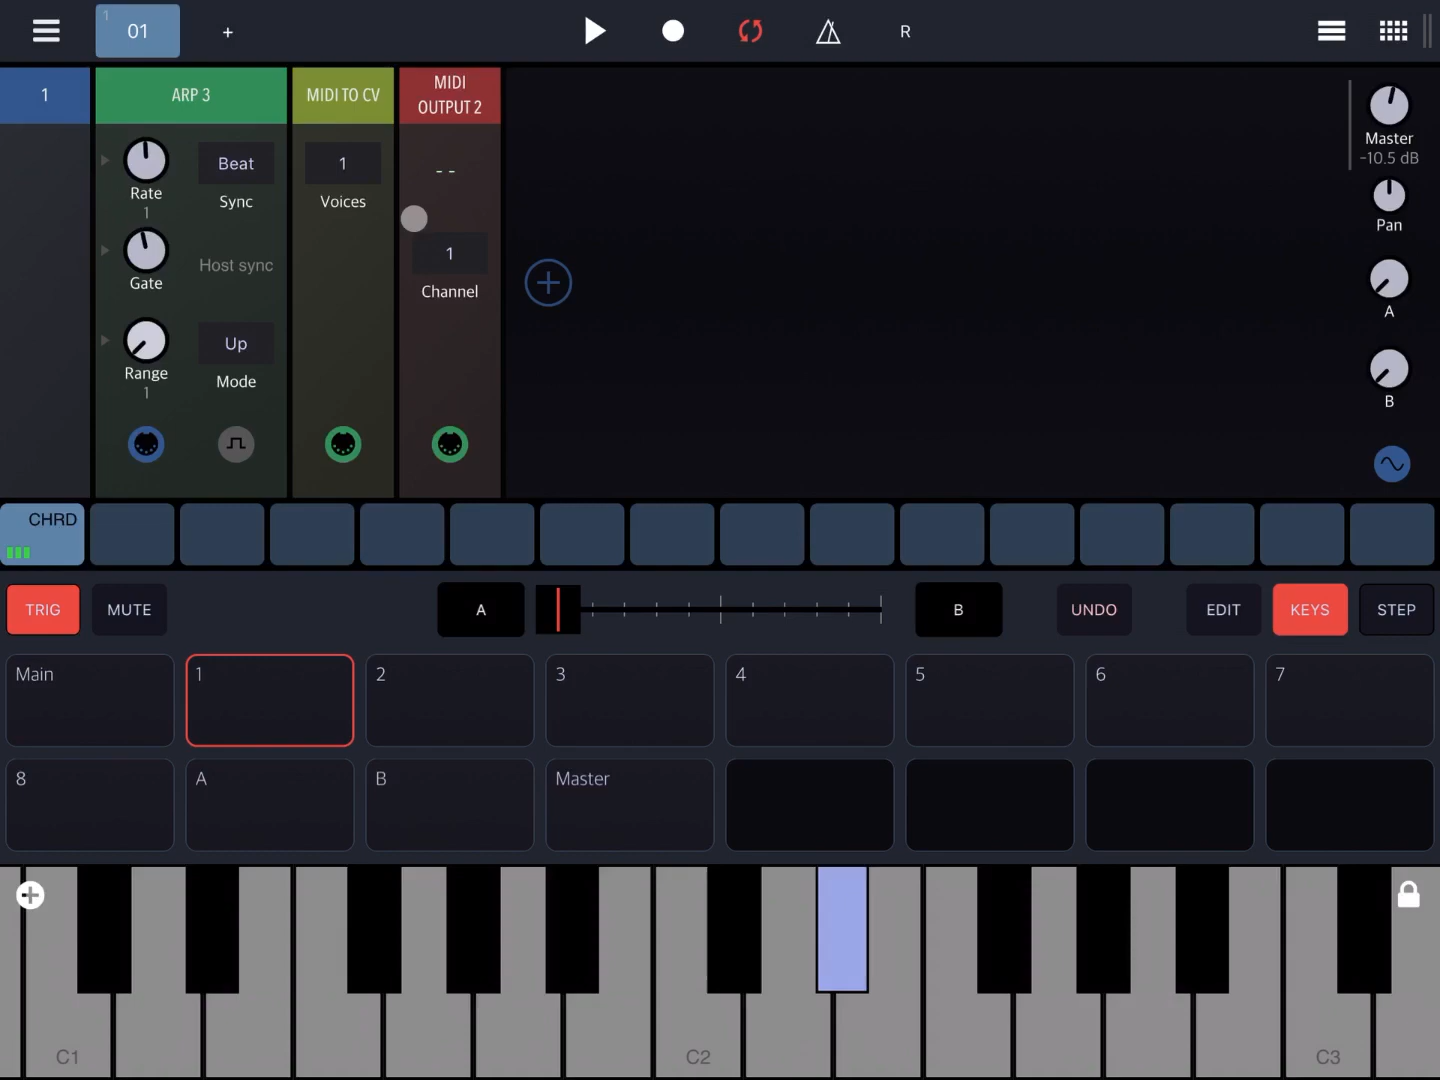 1
01
+
R
1
ARP 3
MIDI TO CV
MIDI
OUTPUT 2
Master
-10.5 dB
Beat
1
- -
Rate
1
Sync
Voices
Pan
Gate
Host sync
1
Channel
A
Up
Range
1
Mode
B
CHRD
TRIG
MUTE
A
B
UNDO
EDIT
KEYS
STEP
Main
1
2
3
4
5
6
7
8
A
B
Master
C1
C2
C3